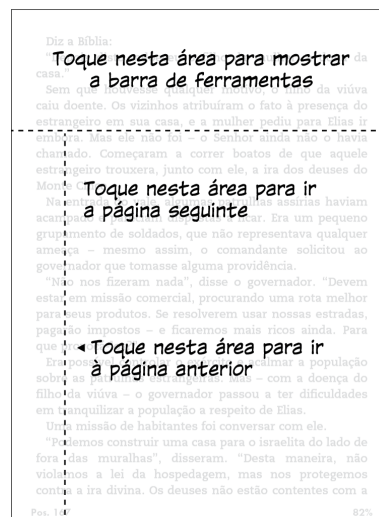 Diz a Bíblia:
Toque nesta área para mostrar
da
casa."
a barra de ferramentas
Sem que houvesse qualquer motivo, o filho da viúva
caiu doente. Os vizinhos atribuíram o fato à presença do
estrangeiro em sua casa, e a mulher pediu para Elias ir
embora. Mas ele não foi – o Senhor ainda não o havia
chamado. Começaram a correr boatos de que aquele
estrangeiro trouxera, junto com ele, a ira dos deuses do
Monte
Toque nesta área para ir
Na entrada do vale, algumas patrulhas assírias haviam
a página seguinte
ficar. Era um pequeno
grupamento de soldados, que não representava qualquer
ameaça – mesmo assim, o comandante solicitou ao
governador que tomasse alguma providência.
"Não nos fizeram nada", disse o governador. "Devem
estar em missão comercial, procurando uma rota melhor
para seus produtos. Se resolverem usar nossas estradas,
pagarão impostos – e ficaremos mais ricos ainda. Para
que
◄ Toque nesta área para ir
Era acalmar a população
à página anterior
sobre as patrulhas estrangeiras. Mas – com a doença do
filho da viúva – o governador passou a ter dificuldades
em tranquilizar a população a respeito de Elias.
Uma missão de habitantes foi conversar com ele.
"Podemos construir uma casa para o israelita do lado de
fora das muralhas", disseram. "Desta maneira, não
violamos a lei da hospedagem, mas nos protegemos
contra a ira divina. Os deuses não estão contentes com a
Pos. 167 82%